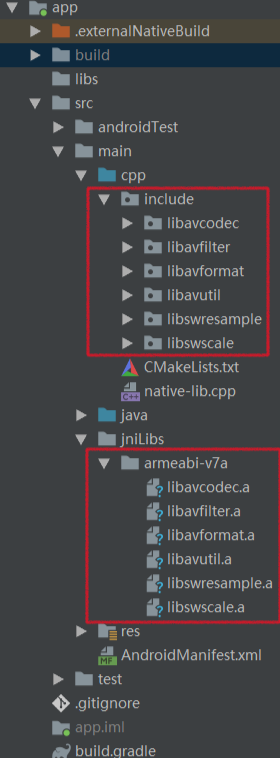 app
.externalNativeBuild
build
libs
src
androidTest
main
cpp
include
libavcodec
libavfilter
libavformat
libavutil
libswresample
libswscale
CMakeLists.txt
native-lib.cpp
java
jniLibs
armeabi-v7a
libavcodec.a
libavfilter.a
libavformat.a
libavutil.a
libswresample.a
libswscale.a
res
AndroidManifest.xml
test
.gitignore
app.iml
build.gradle